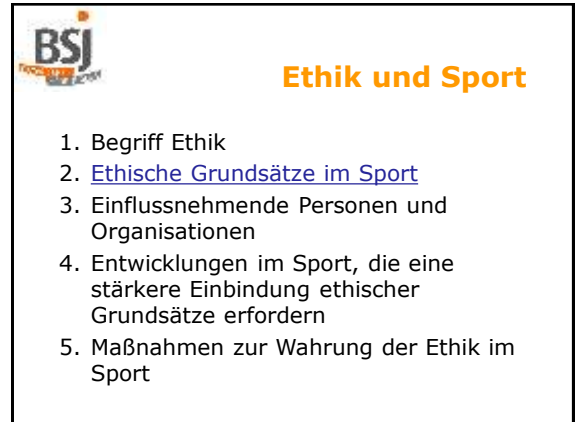 BSJ
Ethik und Sport
1. Begriff Ethik
2. Ethische Grundsätze im Sport
3. Einflussnehmende Personen und
Organisationen
4. Entwicklungen im Sport, die eine
stärkere Einbindung ethischer
Grundsätze erfordern
5. Maßnahmen zur Wahrung der Ethik im
Sport